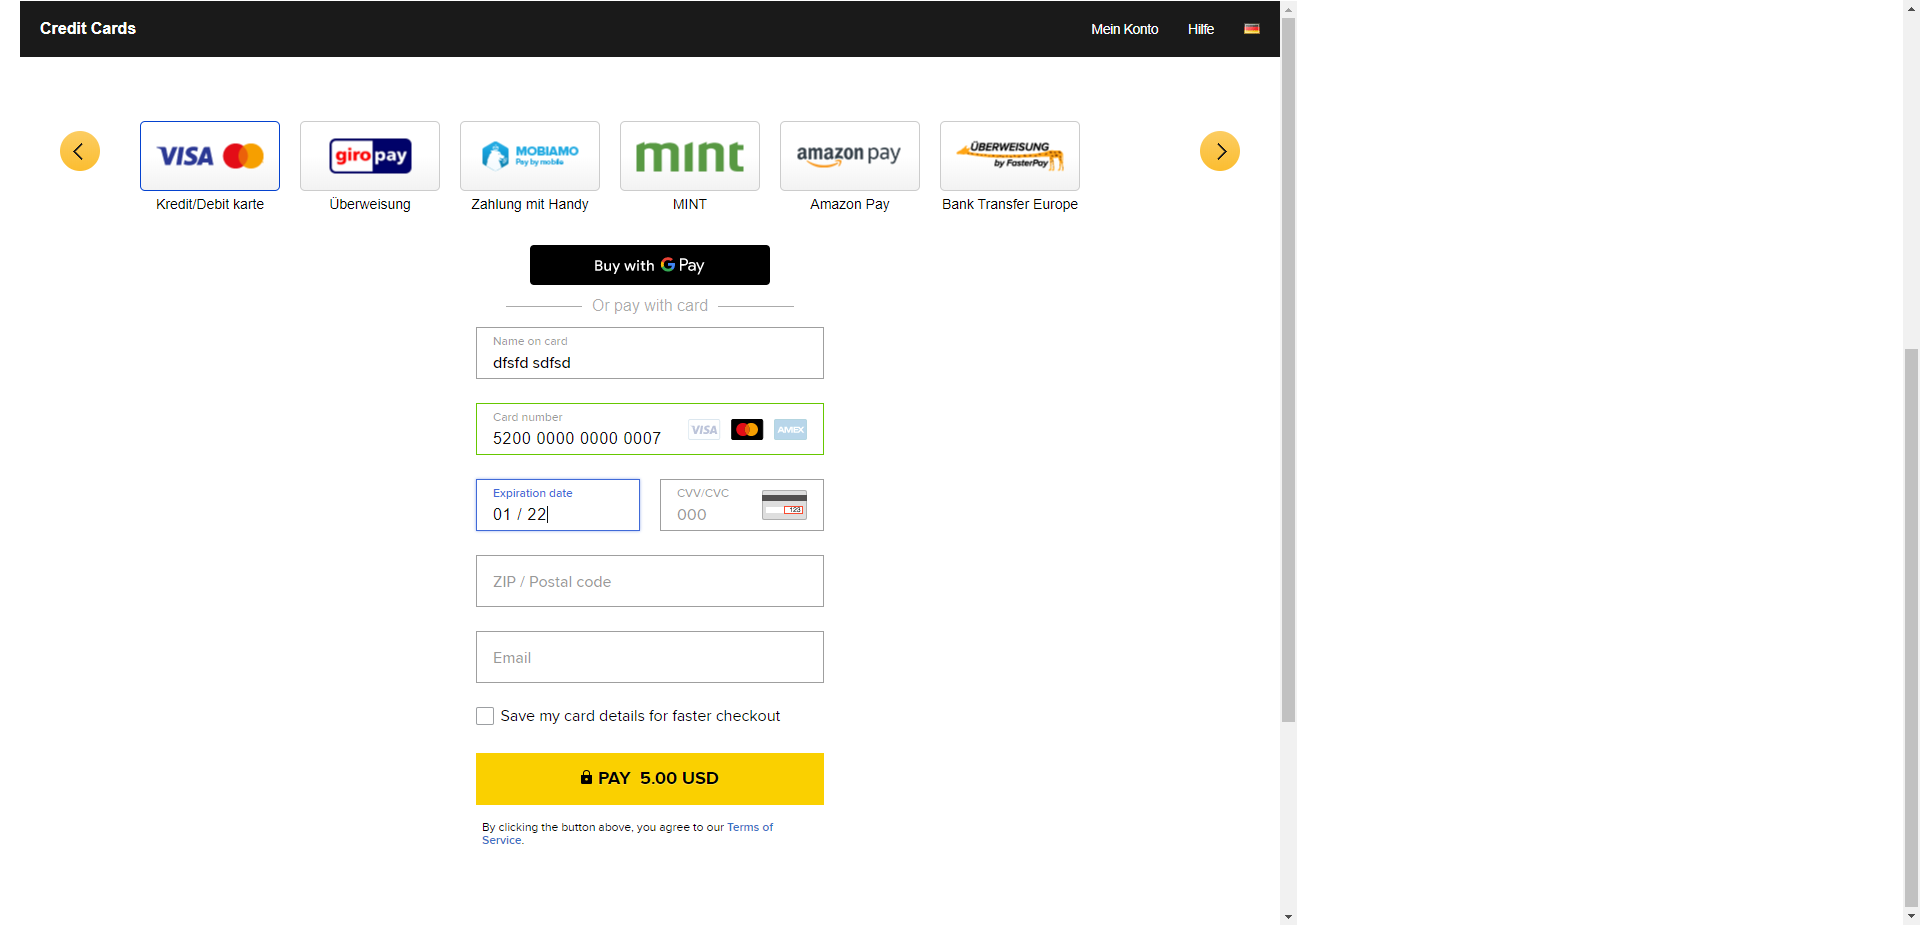 Credit Cards
Mein Konto Hilfe
VISA
giropay
MOBIAMO
Pay by mobile
mint
amazon pay
ÜBERWEISUNG
by FasterPay
Kredit/Debit karte
Überweisung
Zahlung mit Handy
MINT
Amazon Pay
Bank Transfer Europe
Buy with G Pay
Or pay with card
Name on card
dfsfd sdfsd
Card number
5200 0000 0000 0007
VISA
AMEX
Expiration date
01 / 22
CVV/CVC
000
123
ZIP / Postal code
Email
Save my card details for faster checkout
PAY 5.00 USD
By clicking the button above, you agree to our Terms of
Service.